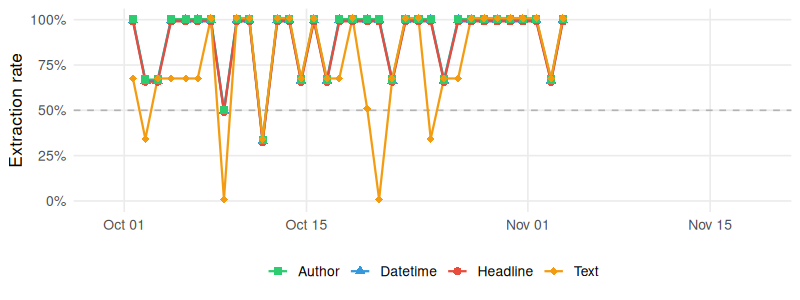 Extraction rate
100%
75%
50%
25%
0%
Oct 01 Oct 15 Nov 01 Nov 15
Author Datetime Headline Text